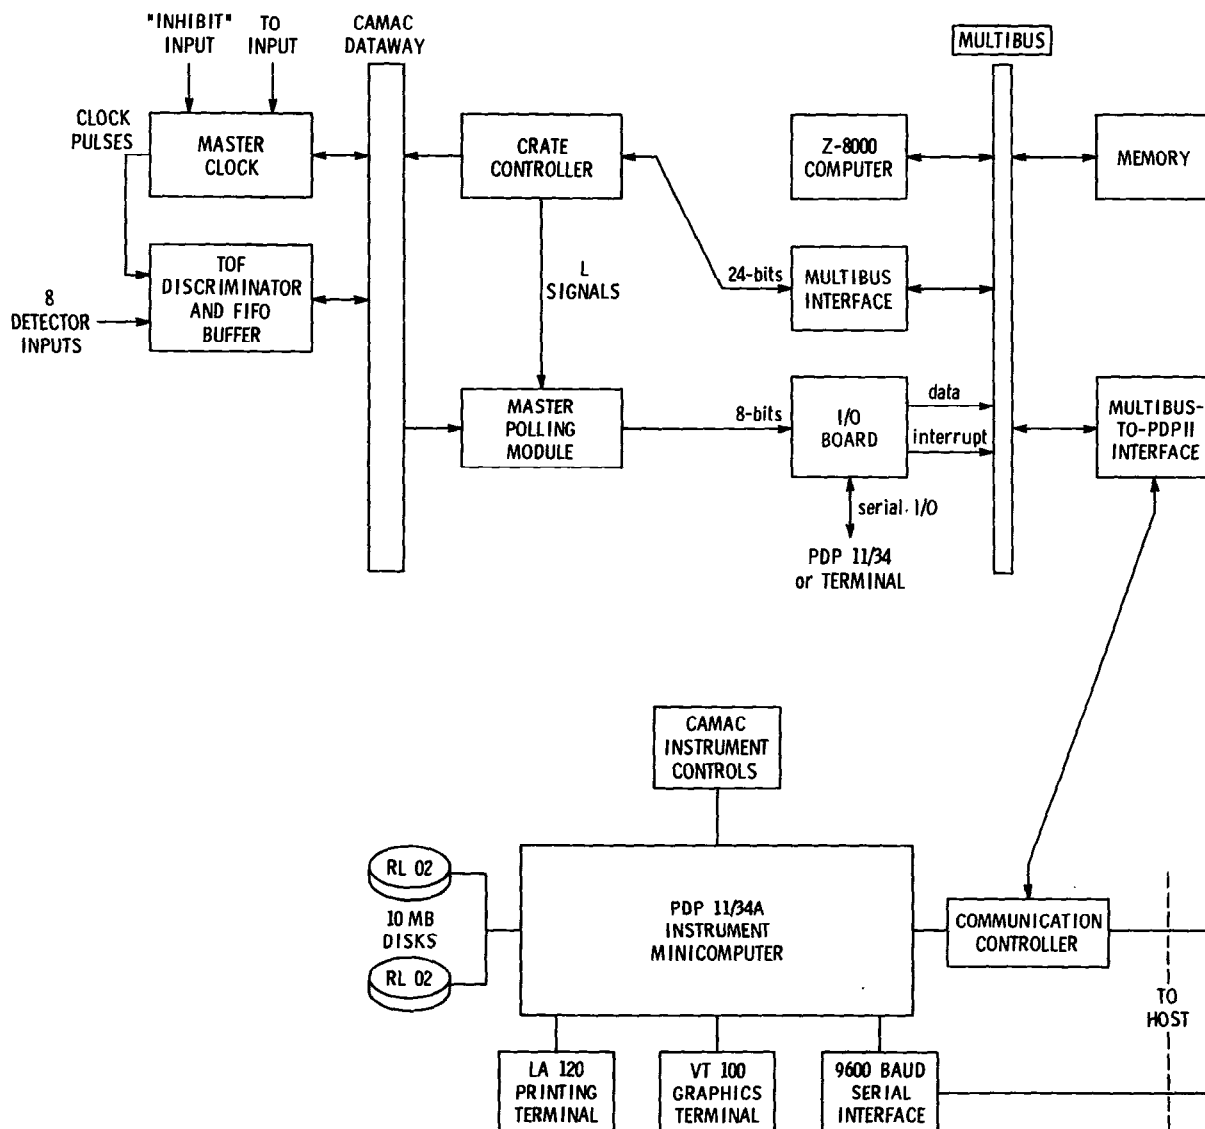 "INHIBIT"
INPUT
TO
INPUT
CAMAC
DATAWAY
MULTIBUS
CLOCK
PULSES
MASTER
CLOCK
CRATE
CONTROLLER
Z-8000
COMPUTER
MEMORY
TOF
DISCRIMINATOR
AND FIFO
BUFFER
8
DETECTOR
INPUTS
L
SIGNALS
24-bits
MULTIBUS
INTERFACE
MASTER
POLLING
MODULE
8-bits
I/O
BOARD
data
interrupt
MULTIBUS-
TO-PDP11
INTERFACE
serial I/O
PDP 11/34
or TERMINAL
CAMAC
INSTRUMENT
CONTROLS
RL 02
10 MB
DISKS
RL 02
PDP 11/34A
INSTRUMENT
MINICOMPUTER
COMMUNICATION
CONTROLLER
TO
HOST
LA 120
PRINTING
TERMINAL
VT 100
GRAPHICS
TERMINAL
9600 BAUD
SERIAL
INTERFACE